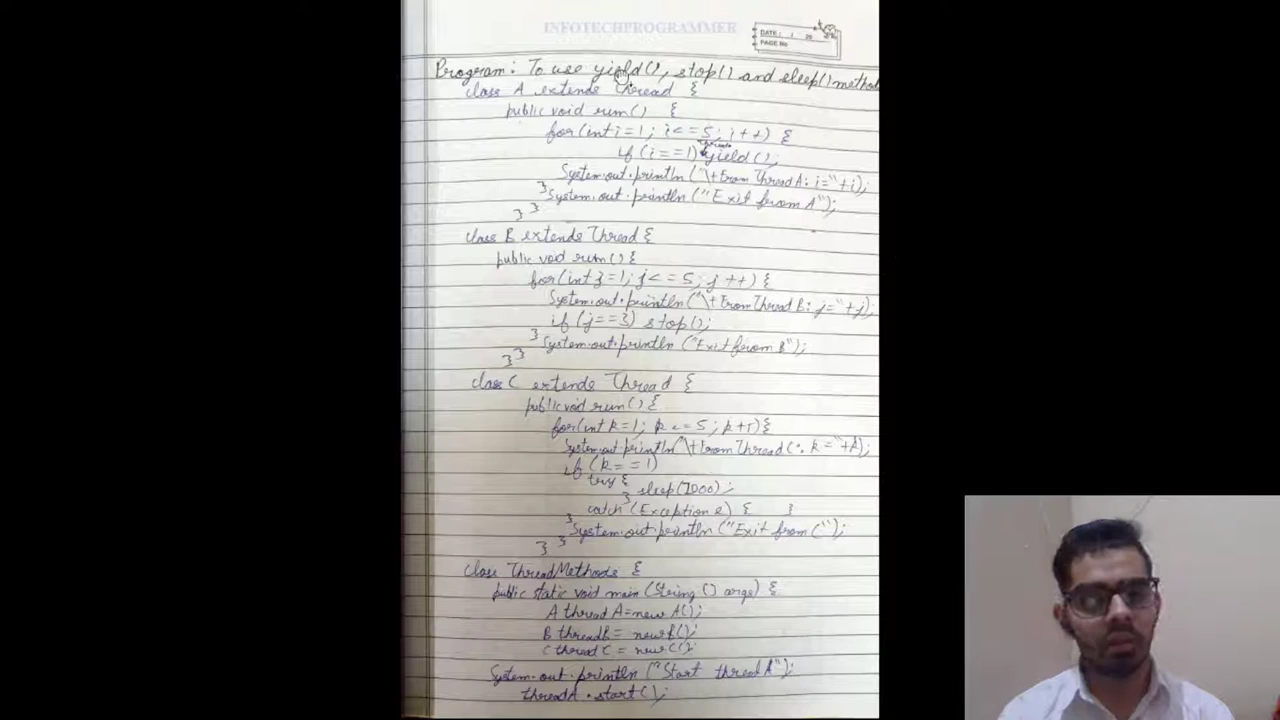 INFOTECHPROGRAMMER
DATE: / / 20
PAGE No
Program: To use yield(), stop() and sleep() method
class A extends Thread {
public void run() {
for(int i=1; i<=5; i++) {
if (i==1) Thread. yield();
System.out.println ("\t From Thread A: i="+i);
} System.out.println ("Exit from A");
} }
class B extends Thread {
public void run() {
for(int j=1; j<=5; j++) {
System.out.println ("\t From Thread B: j="+j);
if (j==3) stop();
} System.out.println ("Exit from B");
} }
class C extends Thread {
public void run() {
for(int k=1; k<=5; k++) {
System.out.println "\t From Thread C: k="+k);
if (k==1)
try {
sleep(1000);
} catch (Exception e) { }
} System.out.println ("Exit from C");
} }
class ThreadMethods {
public static void main (String [] args) {
A threadA=new A();
B threadB= new B();
C threadC = new C();
System.out.println ("Start thread A");
threadA.start();